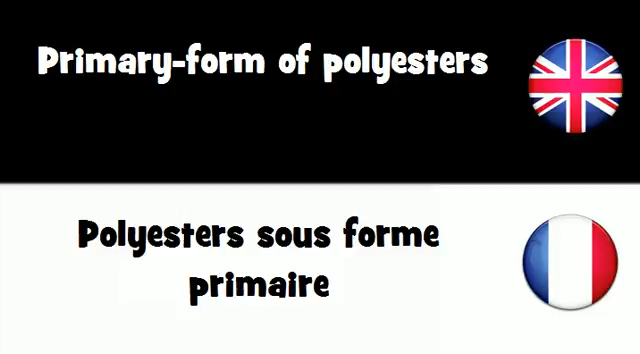 Primary-form of polyesters
Polyesters sous forme
primaire